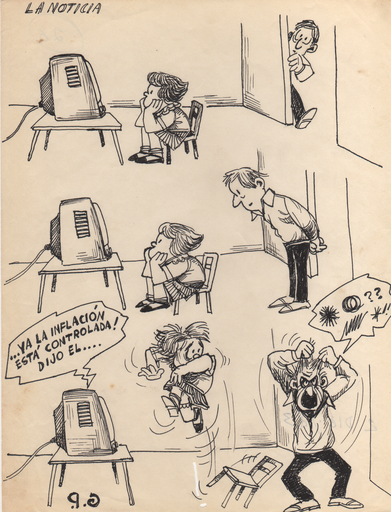 LA NOTICIA
...YA LA INFLACIÓN
ESTÁ CONTROLADA!
DIJO EL....
??
!!
G.P.